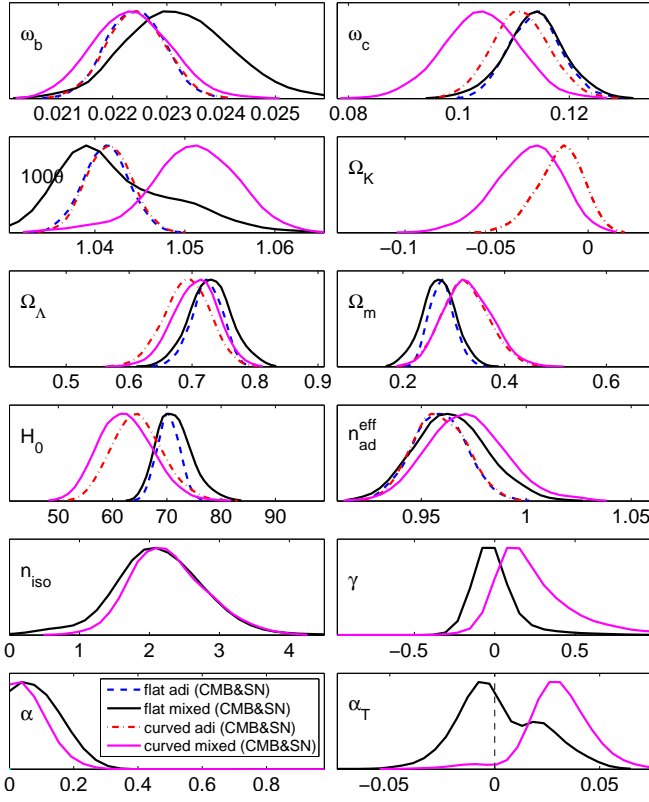 ω_b
0.021 0.022 0.023 0.024 0.025
ω_c
0.08 0.1 0.12
100θ
1.04 1.05 1.06
Ω_K
−0.1 −0.05 0
Ω_Λ
0.5 0.6 0.7 0.8 0.9
Ω_m
0.2 0.4 0.6
H_0
50 60 70 80 90
n_ad^eff
0.95 1 1.05
n_iso
0 1 2 3 4
γ
−0.5 0 0.5
α
flat adi (CMB&SN)
flat mixed (CMB&SN)
curved adi (CMB&SN)
curved mixed (CMB&SN)
0 0.2 0.4 0.6 0.8
α_T
−0.05 0 0.05